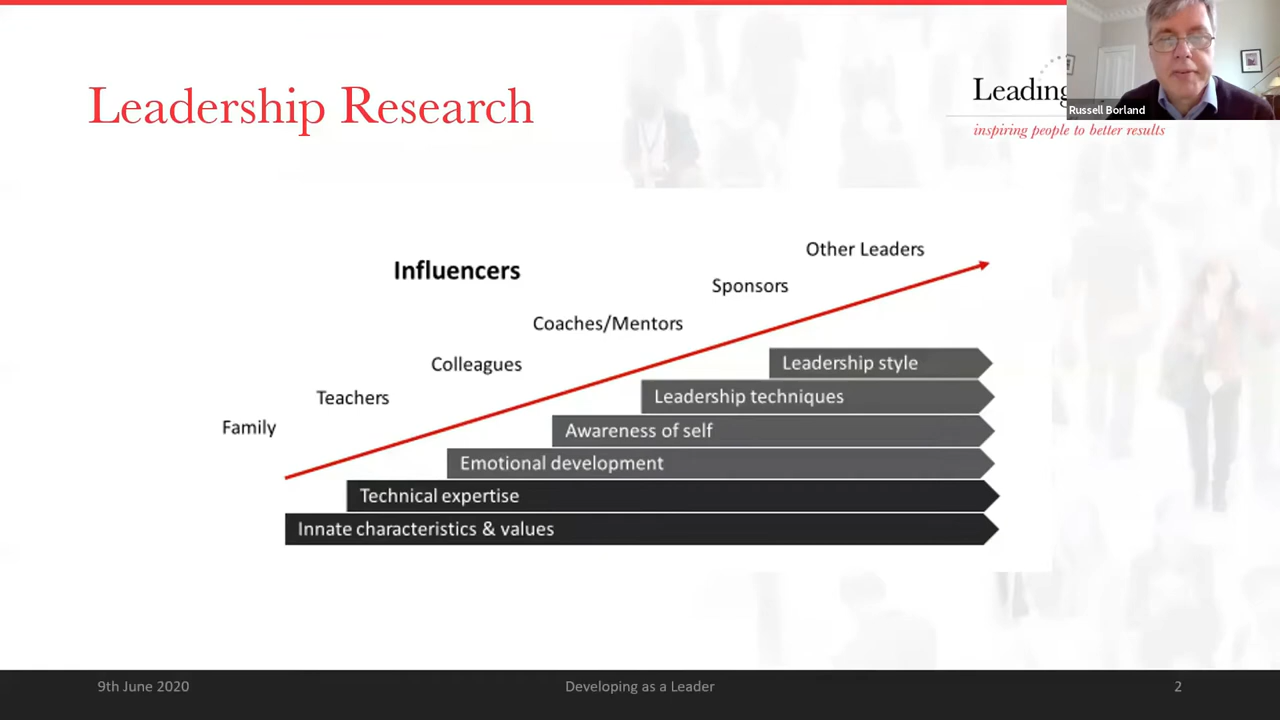 Leadership Research
Leading
Russell Borland
inspiring people to better results
Influencers
Other Leaders
Sponsors
Coaches/Mentors
Colleagues
Teachers
Family
Leadership style
Leadership techniques
Awareness of self
Emotional development
Technical expertise
Innate characteristics & values
9th June 2020
Developing as a Leader
2